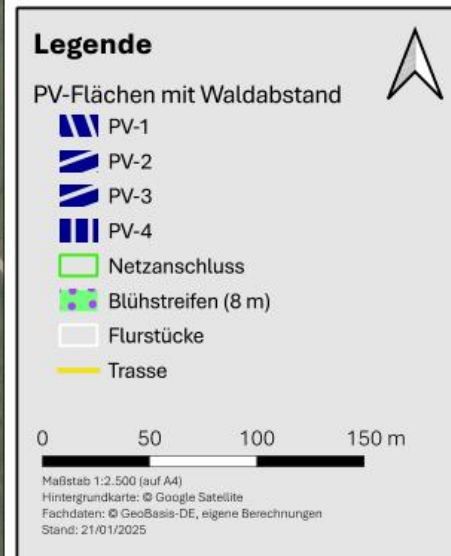 Legende
PV-Flächen mit Waldabstand
PV-1
PV-2
PV-3
PV-4
Netzanschluss
Blühstreifen (8 m)
Flurstücke
Trasse
0 50 100 150 m
Maßstab 1:2.500 (auf A4)
Hintergrundkarte: © Google Satellite
Fachdaten: © GeoBasis-DE, eigene Berechnungen
Stand: 21/01/2025